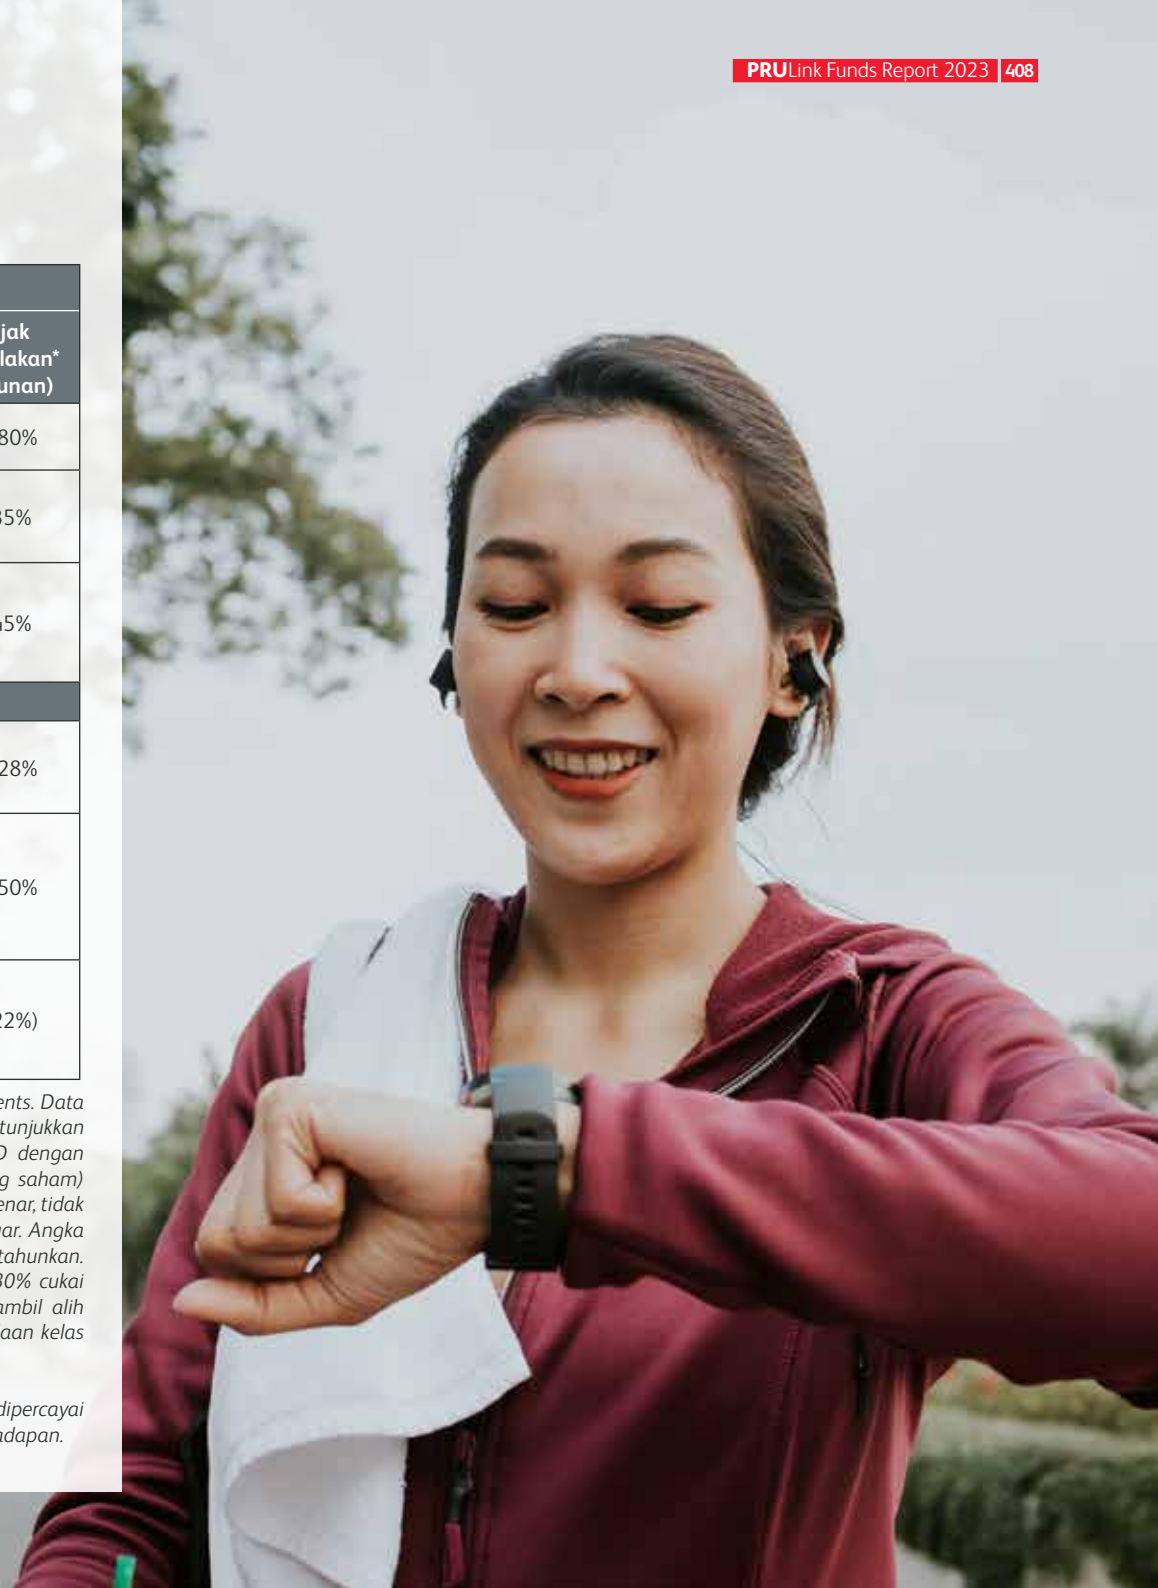 PRULink Funds Report 2023 408
jak
lakan*
unan)
80%
35%
5%
28%
50%
22%)
ents. Data
tunjukkan
D dengan
g saham)
enar, tidak
ar. Angka
tahunkan.
30% cukai
ambil alih
aan kelas
dipercayai
adapan.